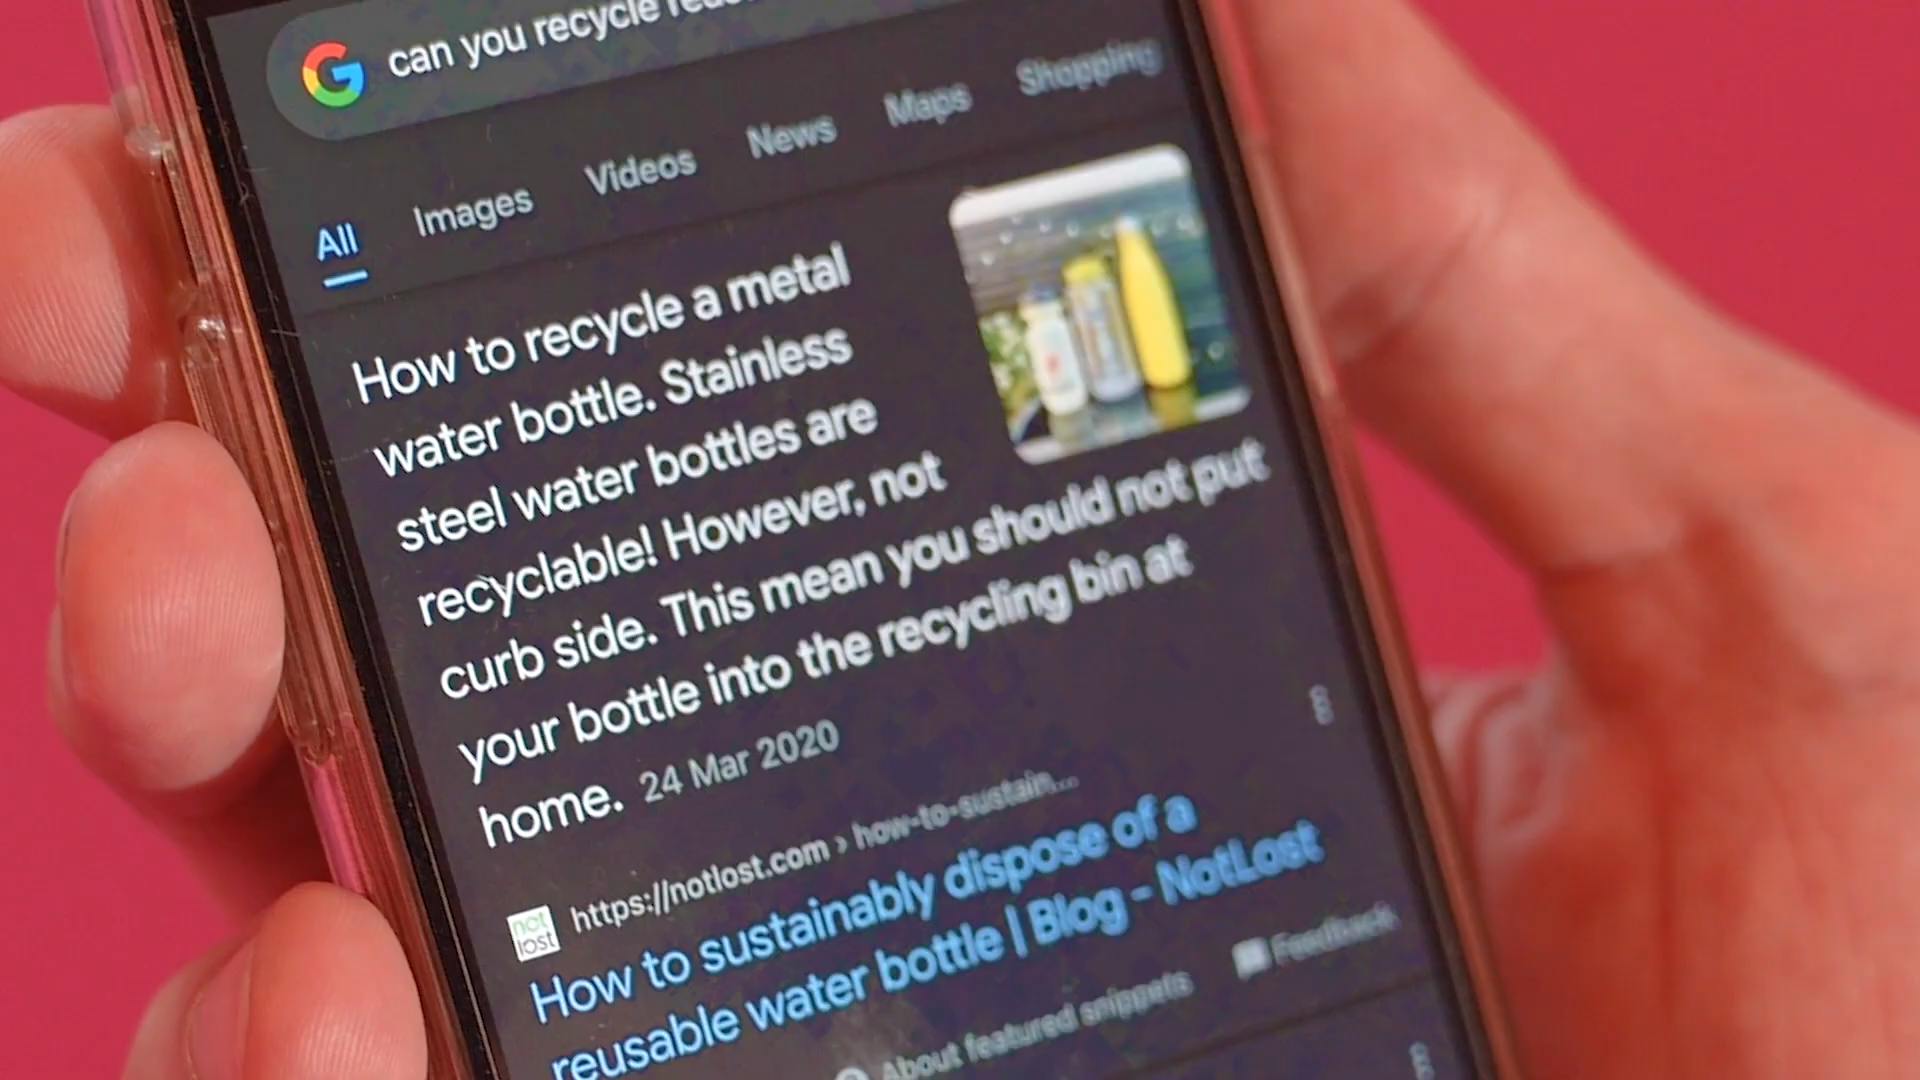 can you recycle
All Images Videos News Maps Shopping
How to recycle a metal
water bottle. Stainless
steel water bottles are
recyclable! However, not
curb side. This mean you should not put
your bottle into the recycling bin at
home. 24 Mar 2020
not
lost
https://notlost.com › how-to-sustain...
How to sustainably dispose of a
reusable water bottle | Blog - NotLost
About featured snippets
Feedback